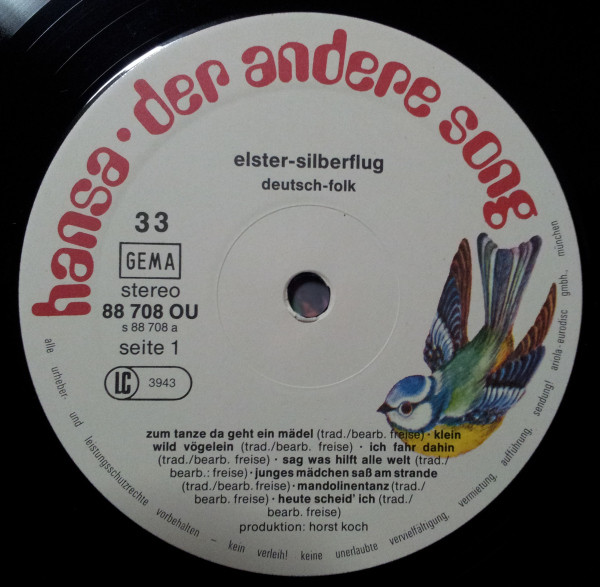 hansa · der andere song
elster-silberflug
deutsch-folk
33
GEMA
stereo
88 708 OU
s 88 708 a
seite 1
LC 3943
zum tanze da geht ein mädel (trad./bearb. freise) · klein
wild vögelein (trad./bearb. freise) · ich fahr dahin
(trad./bearb. freise) · sag was hilft alle welt (trad./
bearb.: freise) · junges mädchen saß am strande
(trad./bearb. freise) · mandolinentanz (trad./
bearb. freise) · heute scheid' ich (trad./
bearb. freise)
produktion: horst koch
alle urheber- und leistungsschutzrechte vorbehalten – kein verleih! keine unerlaubte vervielfältigung, vermietung, aufführung, sendung! ariola-eurodisc gmbh., münchen